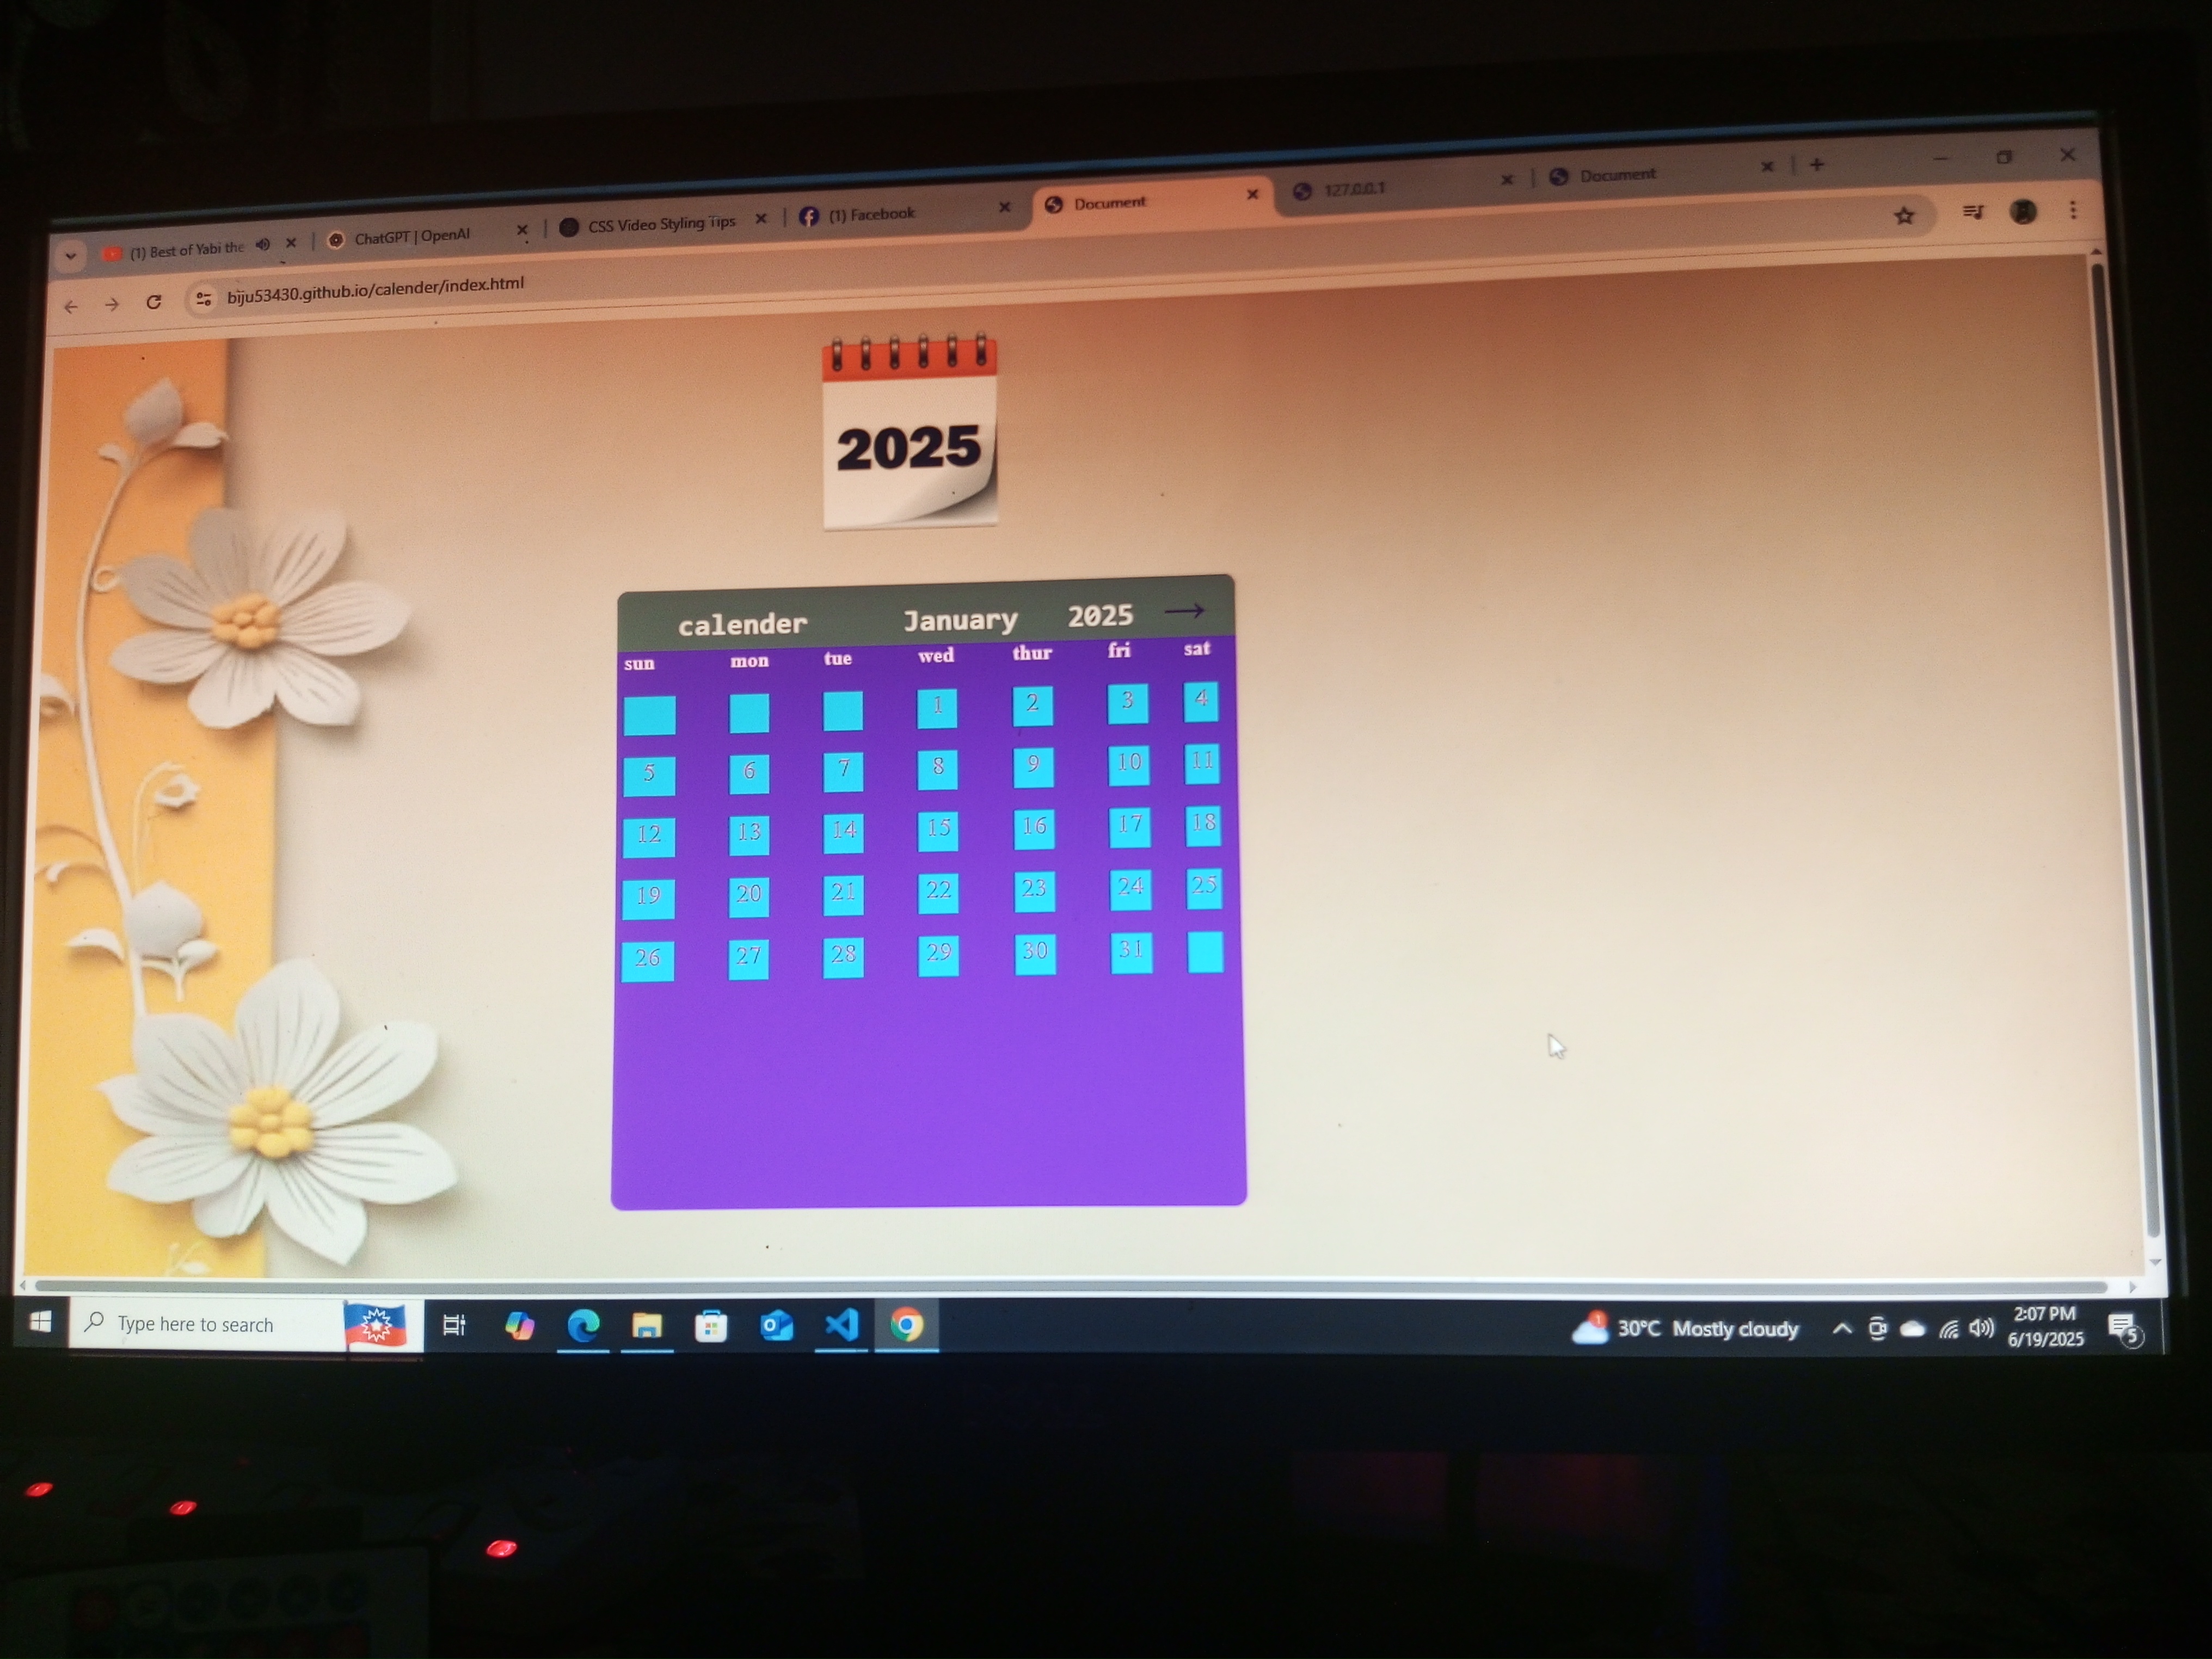 (1) Best of Yabi the
ChatGPT | OpenAI
CSS Video Styling Tips
(1) Facebook
Document
127.0.0.1
Document
biju53430.github.io/calender/index.html
2025
calender January 2025 →
sun mon tue wed thur fri sat
1 2 3 4
5 6 7 8 9 10 11
12 13 14 15 16 17 18
19 20 21 22 23 24 25
26 27 28 29 30 31
Type here to search
1
30°C Mostly cloudy
2:07 PM
6/19/2025
5